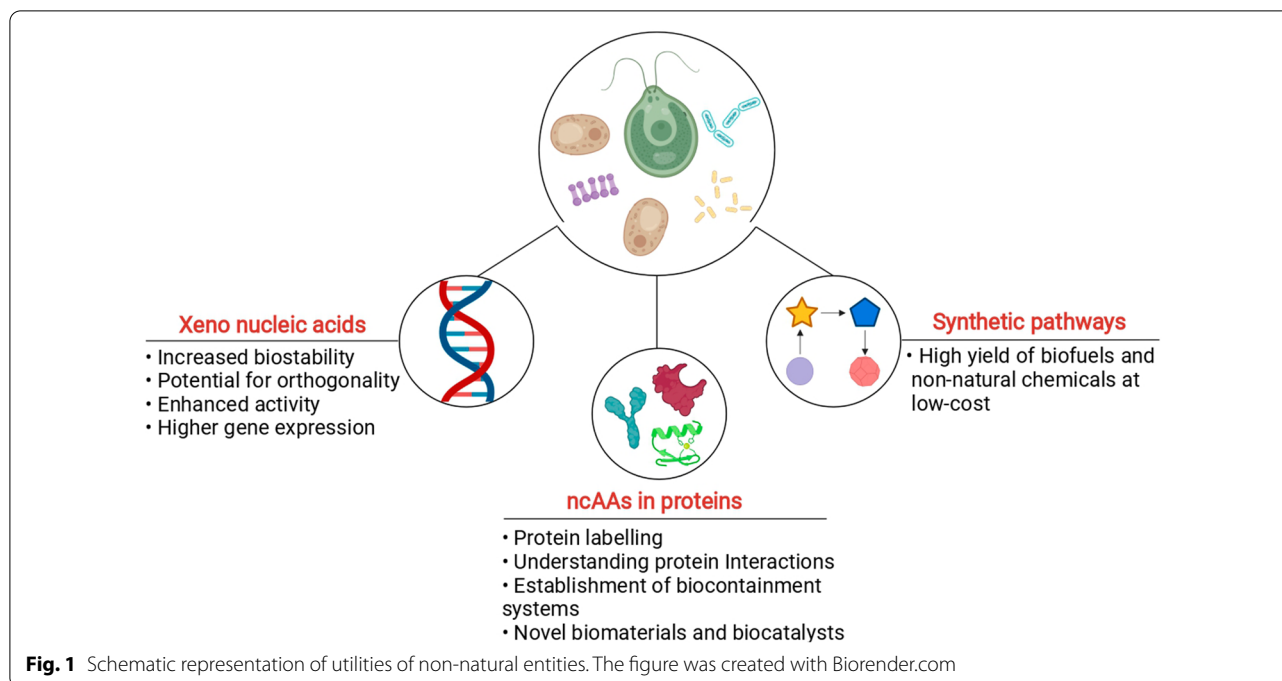 Xeno nucleic acids
• Increased biostability
• Potential for orthogonality
• Enhanced activity
• Higher gene expression
ncAAs in proteins
• Protein labelling
• Understanding protein Interactions
• Establishment of biocontainment
systems
• Novel biomaterials and biocatalysts
Synthetic pathways
• High yield of biofuels and
non-natural chemicals at
low-cost
Fig. 1 Schematic representation of utilities of non-natural entities. The figure was created with Biorender.com